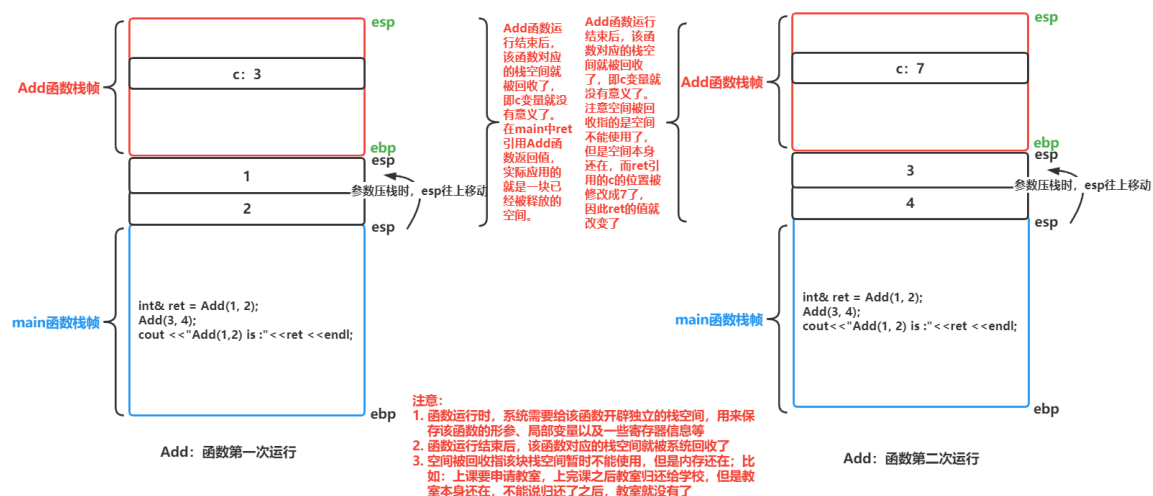 esp
c：3
Add函数栈帧
ebp
esp
1
参数压栈时，esp往上移动
2
esp
main函数栈帧
int& ret = Add(1, 2);
Add(3, 4);
cout <<"Add(1,2) is :"<<ret <<endl;
ebp
Add：函数第一次运行
Add函数运
行结束后，
该函数对应
的栈空间就
被回收了，
即c变量就没
有意义了。
在main中ret
引用Add函
数返回值，
实际应用的
就是一块已
经被释放的
空间。
Add函数运行
结束后，该函
数对应的栈空
间就被回收
了，即c变量就
没有意义了。
注意空间被回
收指的是空间
不能使用了，
但是空间本身
还在，而ret引
用的c的位置被
修改成7了，
因此ret的值就
改变了
esp
c：7
Add函数栈帧
ebp
esp
3
参数压栈时，esp往上移动
4
esp
main函数栈帧
int& ret = Add(1, 2);
Add(3, 4);
cout<<"Add(1, 2) is :"<<ret <<endl;
ebp
Add：函数第二次运行
注意：
1. 函数运行时，系统需要给该函数开辟独立的栈空间，用来保
存该函数的形参、局部变量以及一些寄存器信息等
2. 函数运行结束后，该函数对应的栈空间就被系统回收了
3. 空间被回收指该块栈空间暂时不能使用，但是内存还在；比
如：上课要申请教室，上完课之后教室归还给学校，但是教
室本身还在，不能说归还了之后，教室就没有了